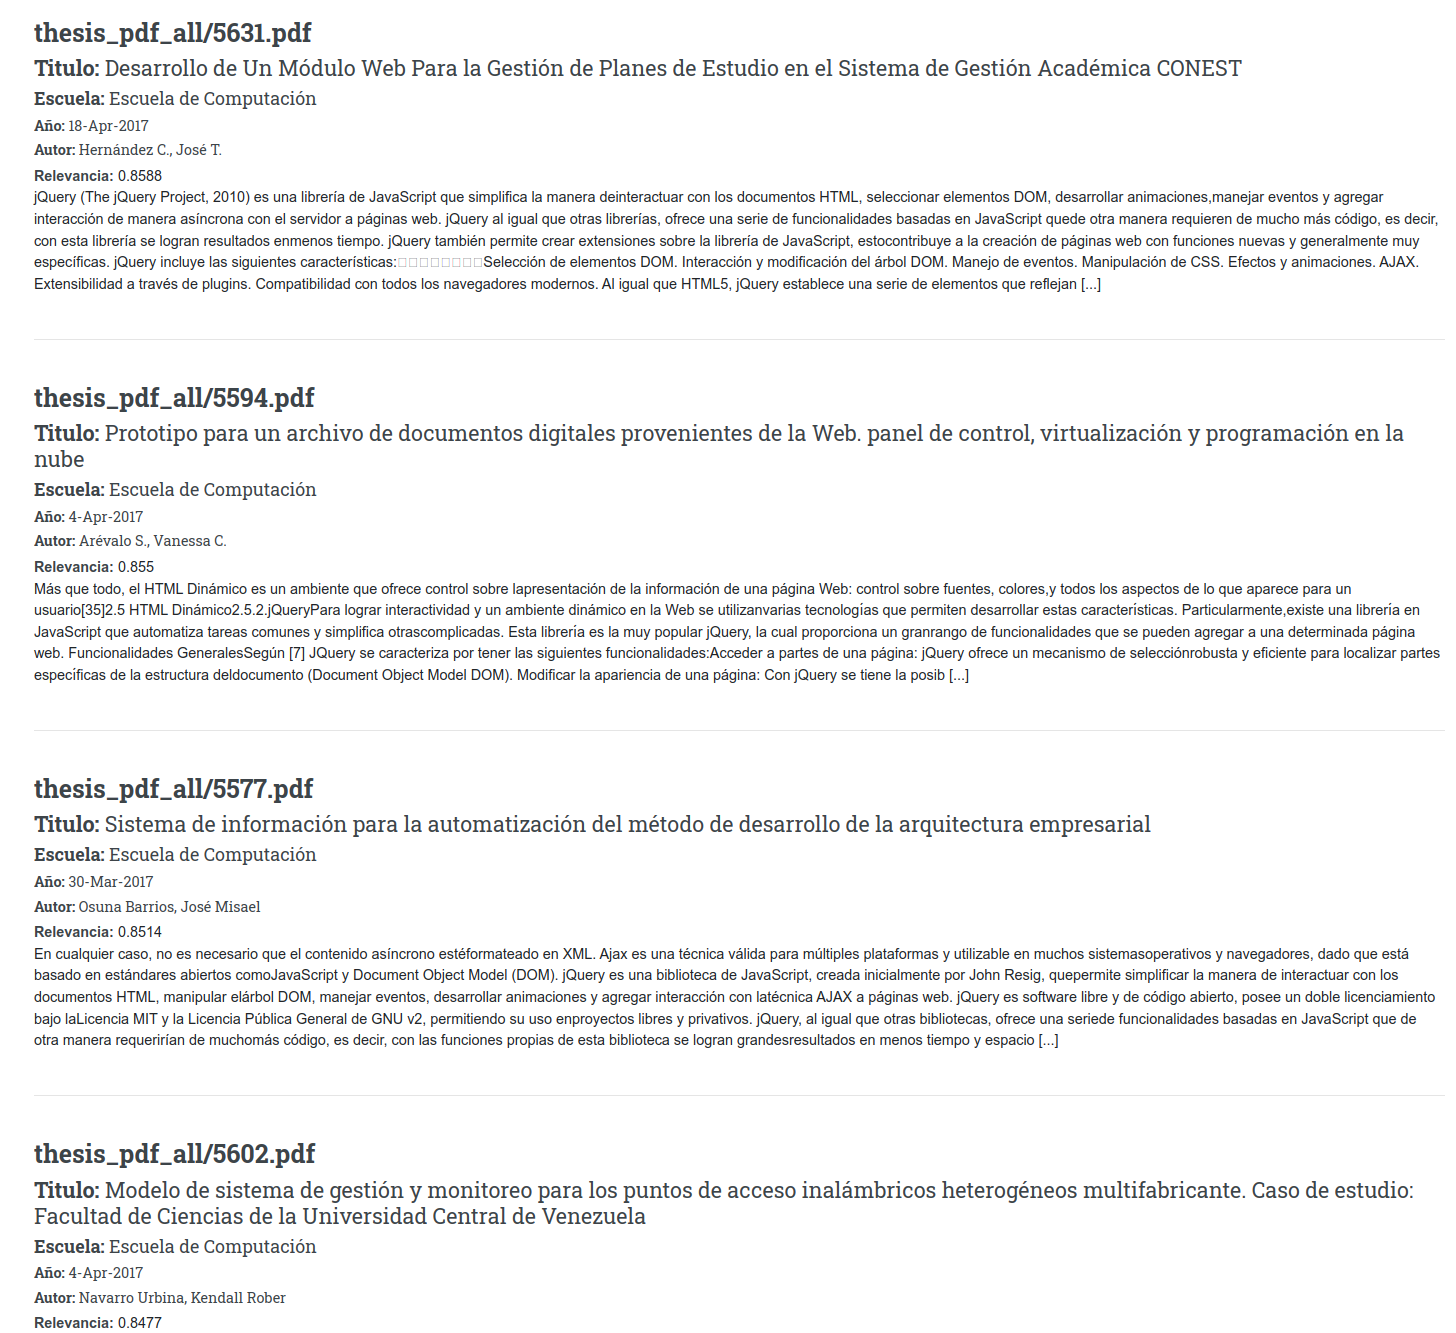 thesis_pdf_all/5631.pdf
Titulo: Desarrollo de Un Módulo Web Para la Gestión de Planes de Estudio en el Sistema de Gestión Académica CONEST
Escuela: Escuela de Computación
Año: 18-Apr-2017
Autor: Hernández C., José T.
Relevancia: 0.8588
jQuery (The jQuery Project, 2010) es una librería de JavaScript que simplifica la manera deinteractuar con los documentos HTML, seleccionar elementos DOM, desarrollar animaciones,manejar eventos y agregar
interacción de manera asíncrona con el servidor a páginas web. jQuery al igual que otras librerías, ofrece una serie de funcionalidades basadas en JavaScript quede otra manera requieren de mucho más código, es decir,
con esta librería se logran resultados enmenos tiempo. jQuery también permite crear extensiones sobre la librería de JavaScript, estocontribuye a la creación de páginas web con funciones nuevas y generalmente muy
específicas. jQuery incluye las siguientes características:Selección de elementos DOM. Interacción y modificación del árbol DOM. Manejo de eventos. Manipulación de CSS. Efectos y animaciones. AJAX.
Extensibilidad a través de plugins. Compatibilidad con todos los navegadores modernos. Al igual que HTML5, jQuery establece una serie de elementos que reflejan [...]
thesis_pdf_all/5594.pdf
Titulo: Prototipo para un archivo de documentos digitales provenientes de la Web. panel de control, virtualización y programación en la
nube
Escuela: Escuela de Computación
Año: 4-Apr-2017
Autor: Arévalo S., Vanessa C.
Relevancia: 0.855
Más que todo, el HTML Dinámico es un ambiente que ofrece control sobre lapresentación de la información de una página Web: control sobre fuentes, colores,y todos los aspectos de lo que aparece para un
usuario[35]2.5 HTML Dinámico2.5.2.jQueryPara lograr interactividad y un ambiente dinámico en la Web se utilizanvarias tecnologías que permiten desarrollar estas características. Particularmente,existe una librería en
JavaScript que automatiza tareas comunes y simplifica otrascomplicadas. Esta librería es la muy popular jQuery, la cual proporciona un granrango de funcionalidades que se pueden agregar a una determinada página
web. Funcionalidades GeneralesSegún [7] JQuery se caracteriza por tener las siguientes funcionalidades:Acceder a partes de una página: jQuery ofrece un mecanismo de selecciónrobusta y eficiente para localizar partes
específicas de la estructura deldocumento (Document Object Model DOM). Modificar la apariencia de una página: Con jQuery se tiene la posib [...]
thesis_pdf_all/5577.pdf
Titulo: Sistema de información para la automatización del método de desarrollo de la arquitectura empresarial
Escuela: Escuela de Computación
Año: 30-Mar-2017
Autor: Osuna Barrios, José Misael
Relevancia: 0.8514
En cualquier caso, no es necesario que el contenido asíncrono estéformateado en XML. Ajax es una técnica válida para múltiples plataformas y utilizable en muchos sistemasoperativos y navegadores, dado que está
basado en estándares abiertos comoJavaScript y Document Object Model (DOM). jQuery es una biblioteca de JavaScript, creada inicialmente por John Resig, quepermite simplificar la manera de interactuar con los
documentos HTML, manipular elárbol DOM, manejar eventos, desarrollar animaciones y agregar interacción con latécnica AJAX a páginas web. jQuery es software libre y de código abierto, posee un doble licenciamiento
bajo laLicencia MIT y la Licencia Pública General de GNU v2, permitiendo su uso enproyectos libres y privativos. jQuery, al igual que otras bibliotecas, ofrece una seriede funcionalidades basadas en JavaScript que de
otra manera requerirían de muchomás código, es decir, con las funciones propias de esta biblioteca se logran grandesresultados en menos tiempo y espacio [...]
thesis_pdf_all/5602.pdf
Titulo: Modelo de sistema de gestión y monitoreo para los puntos de acceso inalámbricos heterogéneos multifabricante. Caso de estudio:
Facultad de Ciencias de la Universidad Central de Venezuela
Escuela: Escuela de Computación
Año: 4-Apr-2017
Autor: Navarro Urbina, Kendall Rober
Relevancia: 0.8477